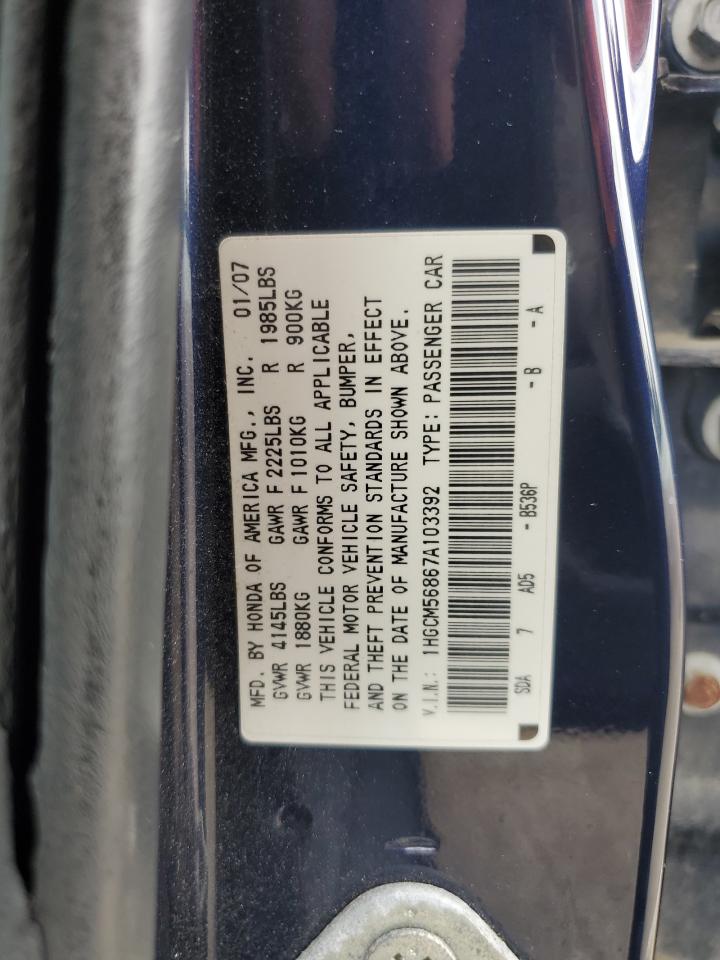 MFD. BY HONDA OF AMERICA MFG., INC. 01/07
GVWR 4145LBS GAWR F 2225LBS R 1985LBS
GVWR 1880KG GAWR F 1010KG R 900KG
THIS VEHICLE CONFORMS TO ALL APPLICABLE
FEDERAL MOTOR VEHICLE SAFETY, BUMPER,
AND THEFT PREVENTION STANDARDS IN EFFECT
ON THE DATE OF MANUFACTURE SHOWN ABOVE.
V.I.N.: 1HGCM56867A103392 TYPE: PASSENGER CAR
SDA 7 AD5 - B536P - B - A